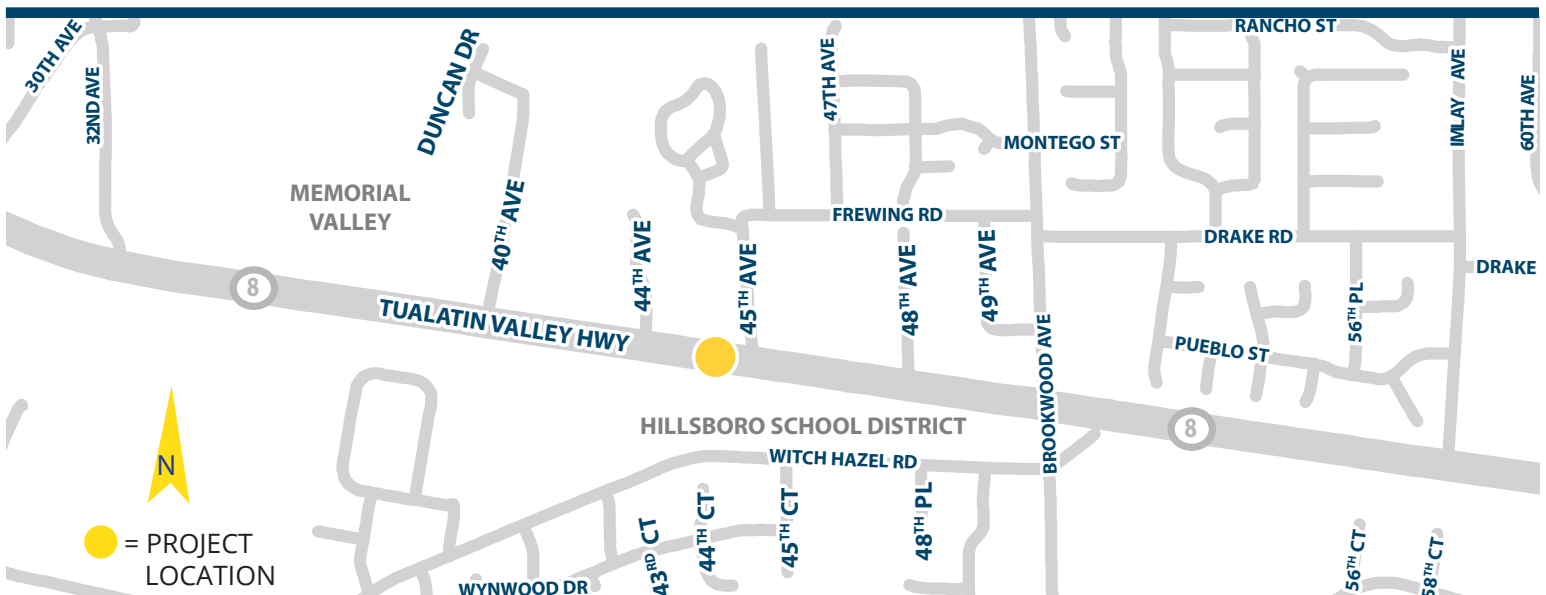 RANCHO ST
30TH AVE
32ND AVE
DUNCAN DR
47TH AVE
IMLAY AVE
60TH AVE
MONTEGO ST
MEMORIAL
VALLEY
40TH AVE
FREWING RD
44TH AVE
45TH AVE
48TH AVE
49TH AVE
DRAKE RD
DRAKE
8
TUALATIN VALLEY HWY
56TH PL
PUEBLO ST
BROOKWOOD AVE
HILLSBORO SCHOOL DISTRICT
8
WITCH HAZEL RD
N
44TH CT
45TH CT
48TH PL
43RD CT
= PROJECT
LOCATION
WYNWOOD DR
56TH CT
58TH CT